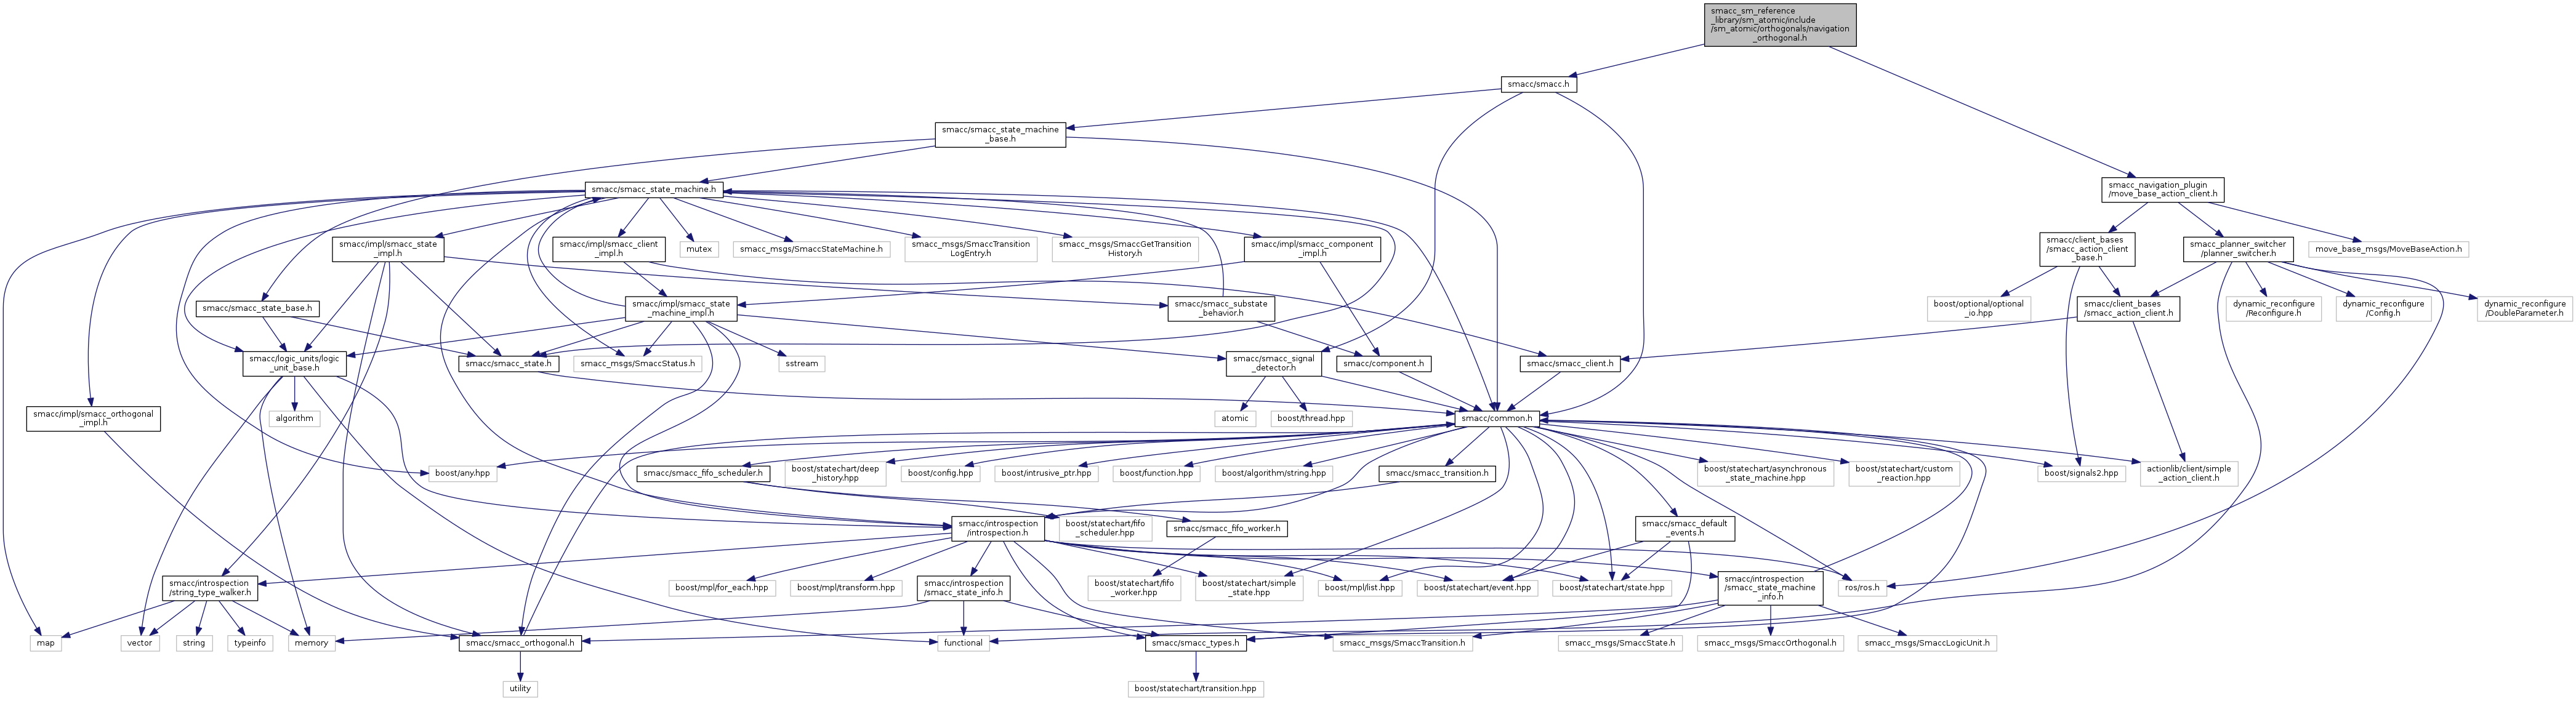 smacc_sm_reference
_library/sm_atomic/include
/sm_atomic/orthogonals/navigation
_orthogonal.h
smacc/smacc.h
smacc/smacc_state_machine
_base.h
smacc/smacc_state_machine.h
smacc_navigation_plugin
/move_base_action_client.h
smacc/impl/smacc_state
_impl.h
smacc/impl/smacc_client
_impl.h
mutex
smacc_msgs/SmaccStateMachine.h
smacc_msgs/SmaccTransition
LogEntry.h
smacc_msgs/SmaccGetTransition
History.h
smacc/impl/smacc_component
_impl.h
smacc/client_bases
/smacc_action_client
_base.h
smacc_planner_switcher
/planner_switcher.h
move_base_msgs/MoveBaseAction.h
smacc/smacc_state_base.h
smacc/impl/smacc_state
_machine_impl.h
smacc/smacc_substate
_behavior.h
boost/optional/optional
_io.hpp
smacc/client_bases
/smacc_action_client.h
dynamic_reconfigure
/Reconfigure.h
dynamic_reconfigure
/Config.h
dynamic_reconfigure
/DoubleParameter.h
smacc/logic_units/logic
_unit_base.h
smacc/smacc_state.h
smacc_msgs/SmaccStatus.h
sstream
smacc/smacc_signal
_detector.h
smacc/component.h
smacc/smacc_client.h
smacc/impl/smacc_orthogonal
_impl.h
algorithm
atomic
boost/thread.hpp
smacc/common.h
boost/any.hpp
smacc/smacc_fifo_scheduler.h
boost/statechart/deep
_history.hpp
boost/config.hpp
boost/intrusive_ptr.hpp
boost/function.hpp
boost/algorithm/string.hpp
smacc/smacc_transition.h
boost/statechart/asynchronous
_state_machine.hpp
boost/statechart/custom
_reaction.hpp
boost/signals2.hpp
actionlib/client/simple
_action_client.h
smacc/introspection
/introspection.h
boost/statechart/fifo
_scheduler.hpp
smacc/smacc_fifo_worker.h
smacc/smacc_default
_events.h
smacc/introspection
/string_type_walker.h
boost/mpl/for_each.hpp
boost/mpl/transform.hpp
smacc/introspection
/smacc_state_info.h
boost/statechart/fifo
_worker.hpp
boost/statechart/simple
_state.hpp
boost/mpl/list.hpp
boost/statechart/event.hpp
boost/statechart/state.hpp
smacc/introspection
/smacc_state_machine
_info.h
ros/ros.h
map
vector
string
typeinfo
memory
smacc/smacc_orthogonal.h
functional
smacc/smacc_types.h
smacc_msgs/SmaccTransition.h
smacc_msgs/SmaccState.h
smacc_msgs/SmaccOrthogonal.h
smacc_msgs/SmaccLogicUnit.h
utility
boost/statechart/transition.hpp